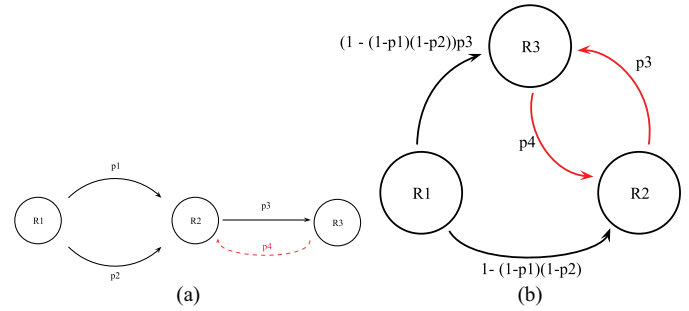 p1
R1
R2
p3
R3
p4
p2
(a)
(1 - (1-p1)(1-p2))p3
R3
p3
p4
R1
R2
1- (1-p1)(1-p2)
(b)